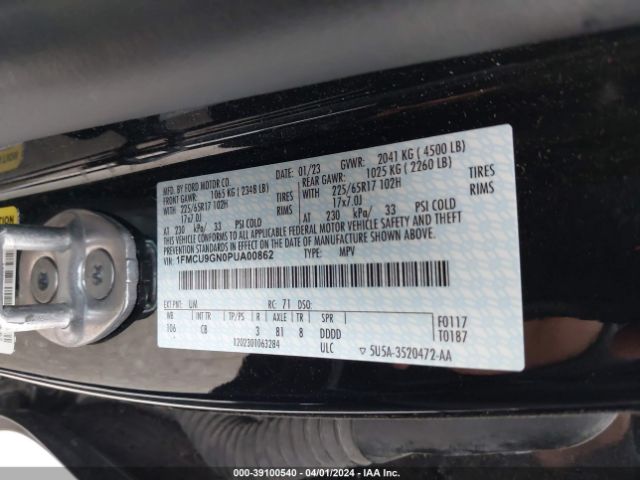 MFD. BY FORD MOTOR CO.
DATE: 01/23
GVWR: 2041 KG ( 4500 LB)
FRONT GAWR: 1065 KG ( 2348 LB)
REAR GAWR: 1025 KG ( 2260 LB)
WITH 225/65R17 102H TIRES
WITH 225/65R17 102H TIRES
17x7.0J RIMS
17x7.0J RIMS
AT 230 kPa/ 33 PSI COLD
AT 230 kPa/ 33 PSI COLD
THIS VEHICLE CONFORMS TO ALL APPLICABLE FEDERAL MOTOR VEHICLE SAFETY AND THEFT
PREVENTION STANDARDS IN EFFECT ON THE DATE OF MANUFACTURE SHOWN ABOVE.
VIN: 1FMCU9GN0PUA00862
TYPE: MPV
EXT PNT: UM RC: 71 DSO:
WB INT TR TP/PS R AXLE TR SPR
106 CB 3 81 8 DDDD
F0117
T0187
1202301063284
ULC
5U5A-3520472-AA
000-39100540 - 04/01/2024 - IAA Inc.